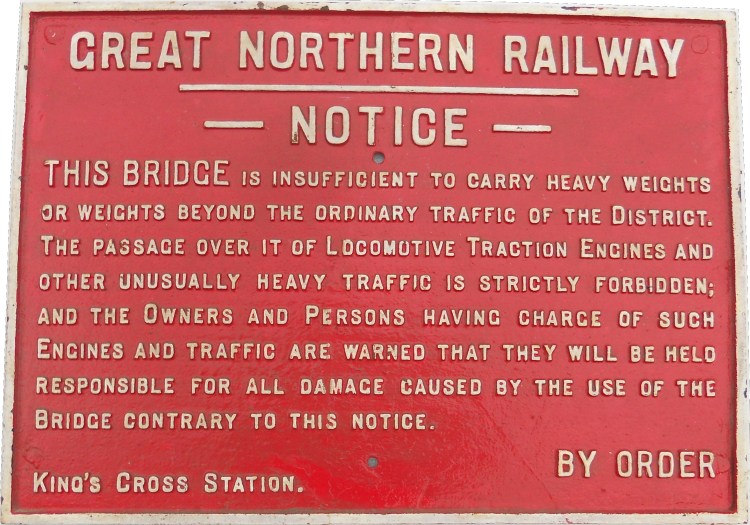 GREAT NORTHERN RAILWAY
— NOTICE —
THIS BRIDGE IS INSUFFICIENT TO CARRY HEAVY WEIGHTS
OR WEIGHTS BEYOND THE ORDINARY TRAFFIC OF THE DISTRICT.
THE PASSAGE OVER IT OF LOCOMOTIVE TRACTION ENGINES AND
OTHER UNUSUALLY HEAVY TRAFFIC IS STRICTLY FORBIDDEN;
AND THE OWNERS AND PERSONS HAVING CHARGE OF SUCH
ENGINES AND TRAFFIC ARE WARNED THAT THEY WILL BE HELD
RESPONSIBLE FOR ALL DAMAGE CAUSED BY THE USE OF THE
BRIDGE CONTRARY TO THIS NOTICE.
BY ORDER
KING'S CROSS STATION.